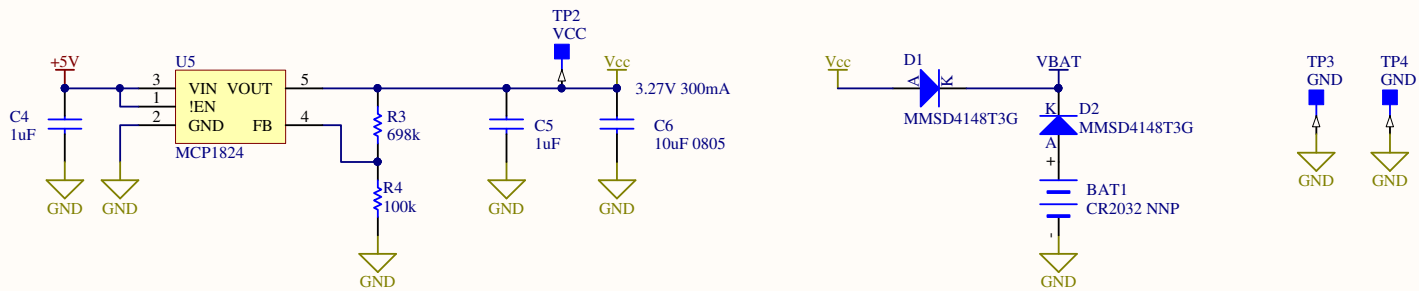 +5V
C4
1uF
GND
GND
U5
3
1
2
VIN
VOUT
!EN
GND
FB
5
4
MCP1824
R3
698k
R4
100k
GND
C5
1uF
GND
TP2
VCC
Vcc
3.27V 300mA
C6
10uF 0805
GND
Vcc
D1
A
K
MMSD4148T3G
VBAT
K
D2
MMSD4148T3G
A
+
BAT1
CR2032 NNP
-
GND
TP3
GND
GND
TP4
GND
GND